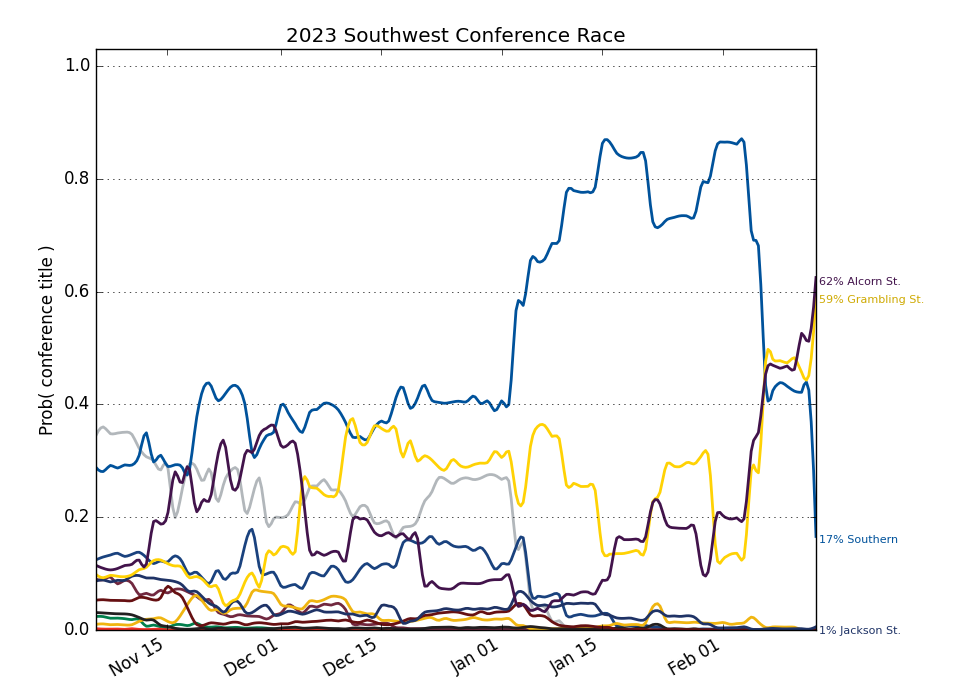 2023 Southwest Conference Race
Prob( conference title )
1.0
0.8
0.6
0.4
0.2
0.0
62% Alcorn St.
59% Grambling St.
17% Southern
1% Jackson St.
Nov 15
Dec 01
Dec 15
Jan 01
Jan 15
Feb 01